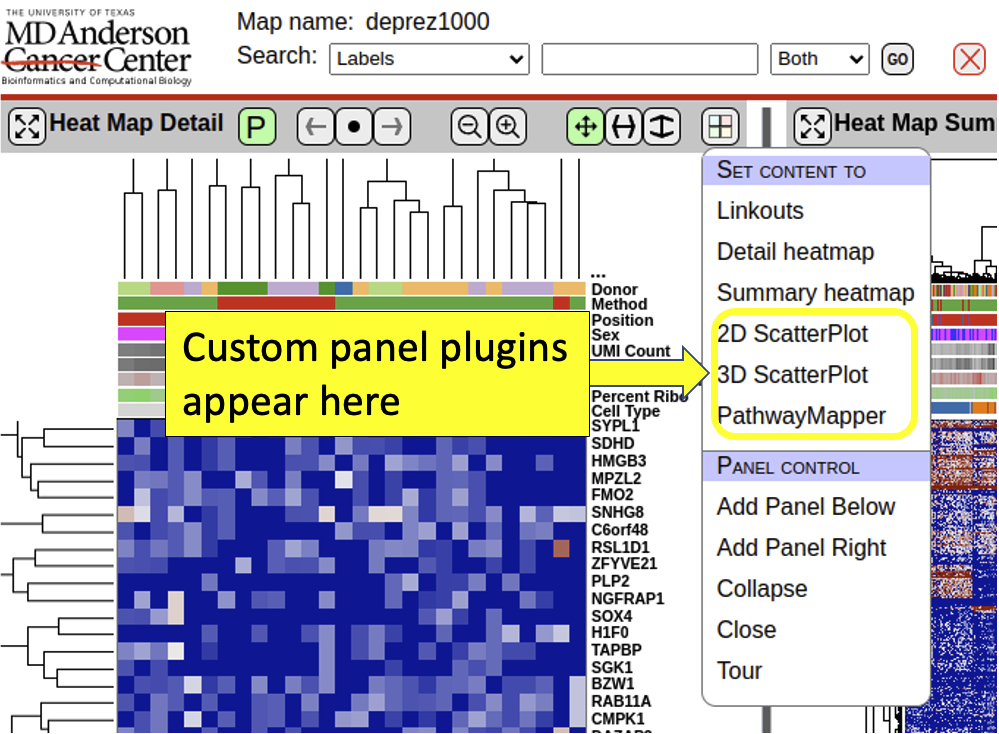 THE UNIVERSITY OF TEXAS
MD Anderson
Cancer Center
Bioinformatics and Computational Biology
Map name: deprez1000
Search: Labels Both GO
Heat Map Detail P Heat Map Sum
SET CONTENT TO
Linkouts
Detail heatmap
Summary heatmap
2D ScatterPlot
3D ScatterPlot
PathwayMapper
PANEL CONTROL
Add Panel Below
Add Panel Right
Collapse
Close
Tour
...
Donor
Method
Position
Sex
UMI Count
Percent Ribo
Cell Type
Custom panel plugins
appear here
SYPL1
SDHD
HMGB3
MPZL2
FMO2
SNHG8
C6orf48
RSL1D1
ZFYVE21
PLP2
NGFRAP1
SOX4
H1F0
TAPBP
SGK1
BZW1
RAB11A
CMPK1